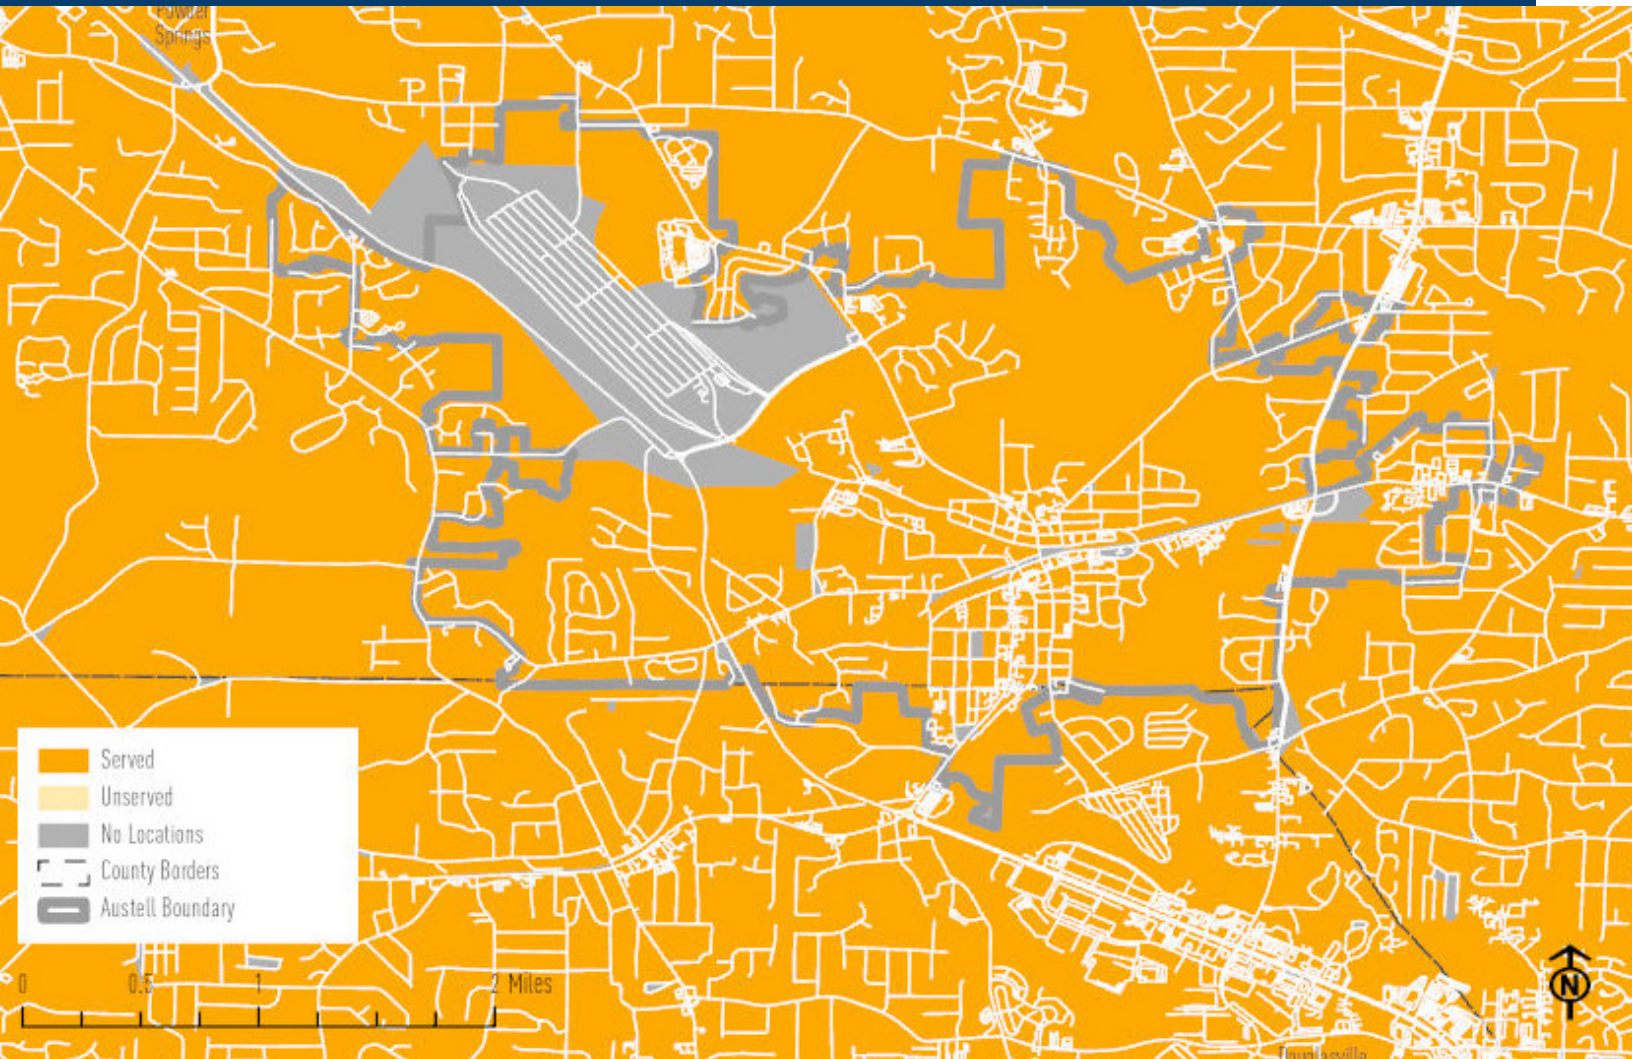 Powder
Springs
Served
Unserved
No Locations
County Borders
Austell Boundary
0 0.5 1 2 Miles
N
Douglasville